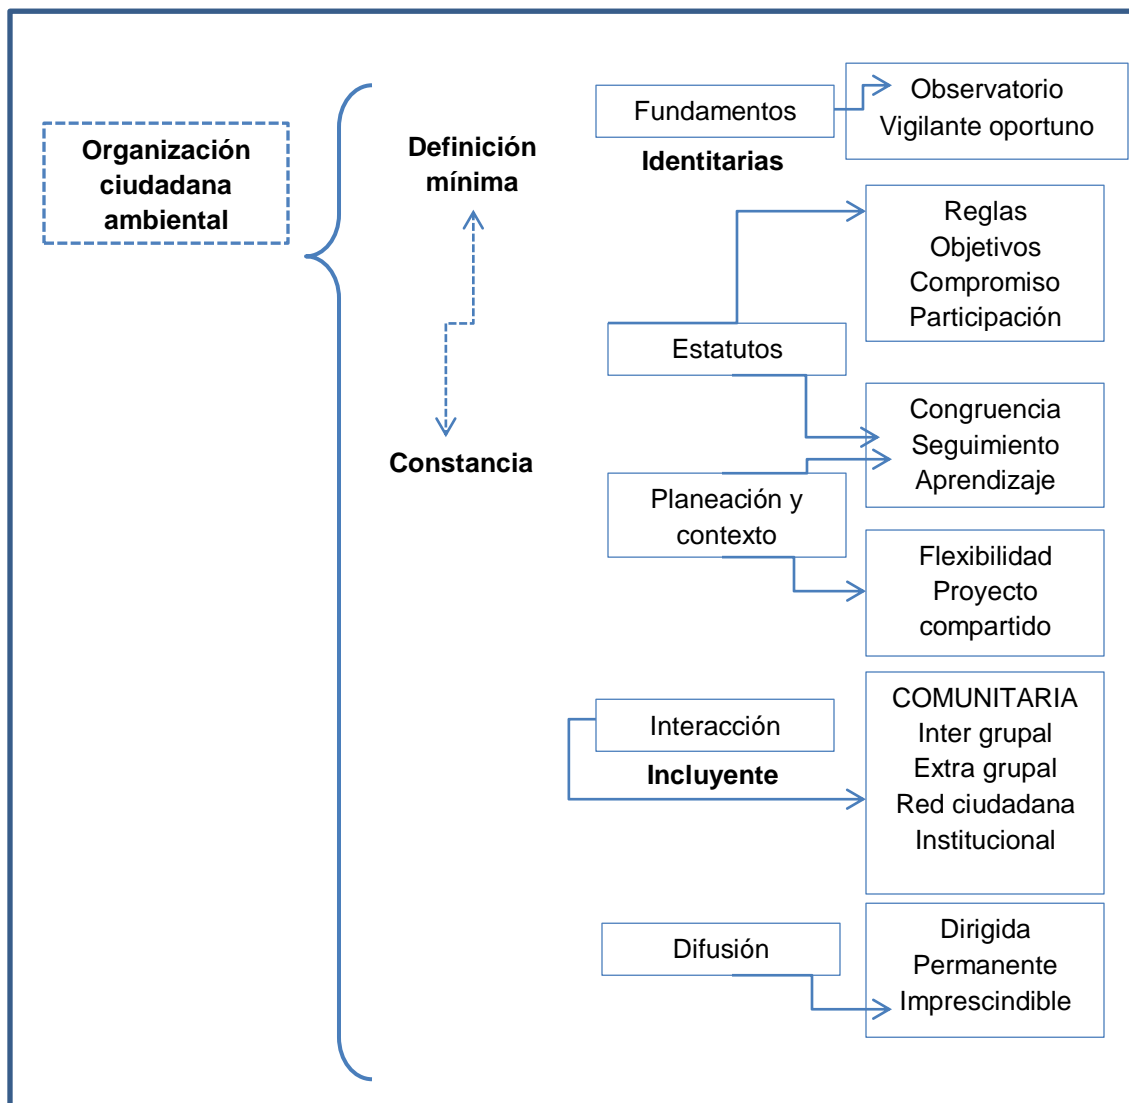 Organización
ciudadana
ambiental
Definición
mínima
Constancia
Fundamentos
Identitarias
Observatorio
Vigilante oportuno
Reglas
Objetivos
Compromiso
Participación
Estatutos
Congruencia
Seguimiento
Aprendizaje
Planeación y
contexto
Flexibilidad
Proyecto
compartido
Interacción
Incluyente
COMUNITARIA
Inter grupal
Extra grupal
Red ciudadana
Institucional
Difusión
Dirigida
Permanente
Imprescindible